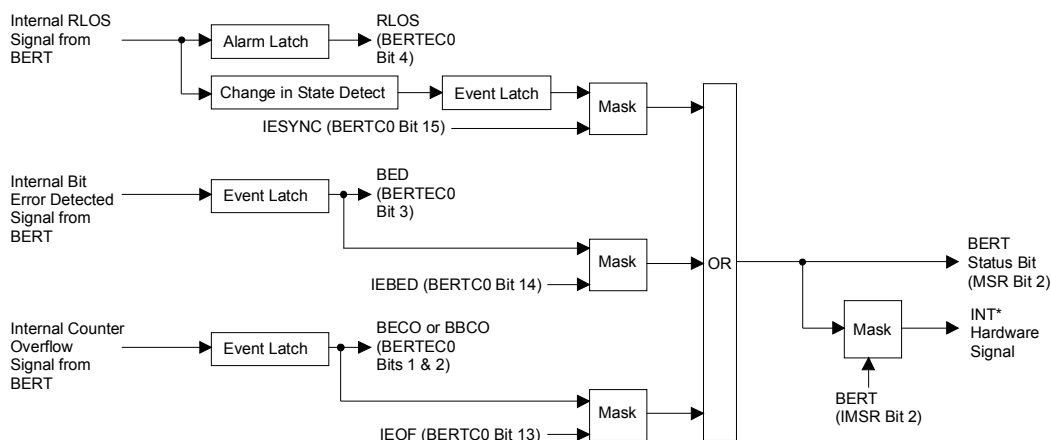 Internal RLOS
Signal from
BERT
Alarm Latch
RLOS
(BERTEC0
Bit 4)
Change in State Detect
Event Latch
Mask
IESYNC (BERTC0 Bit 15)
Internal Bit
Error Detected
Signal from
BERT
Event Latch
BED
(BERTEC0
Bit 3)
Mask
IEBED (BERTC0 Bit 14)
OR
BERT
Status Bit
(MSR Bit 2)
Internal Counter
Overflow
Signal from
BERT
Event Latch
BECO or BBCO
(BERTEC0
Bits 1 & 2)
Mask
INT*
Hardware
Signal
BERT
(IMSR Bit 2)
Mask
IEOF (BERTC0 Bit 13)